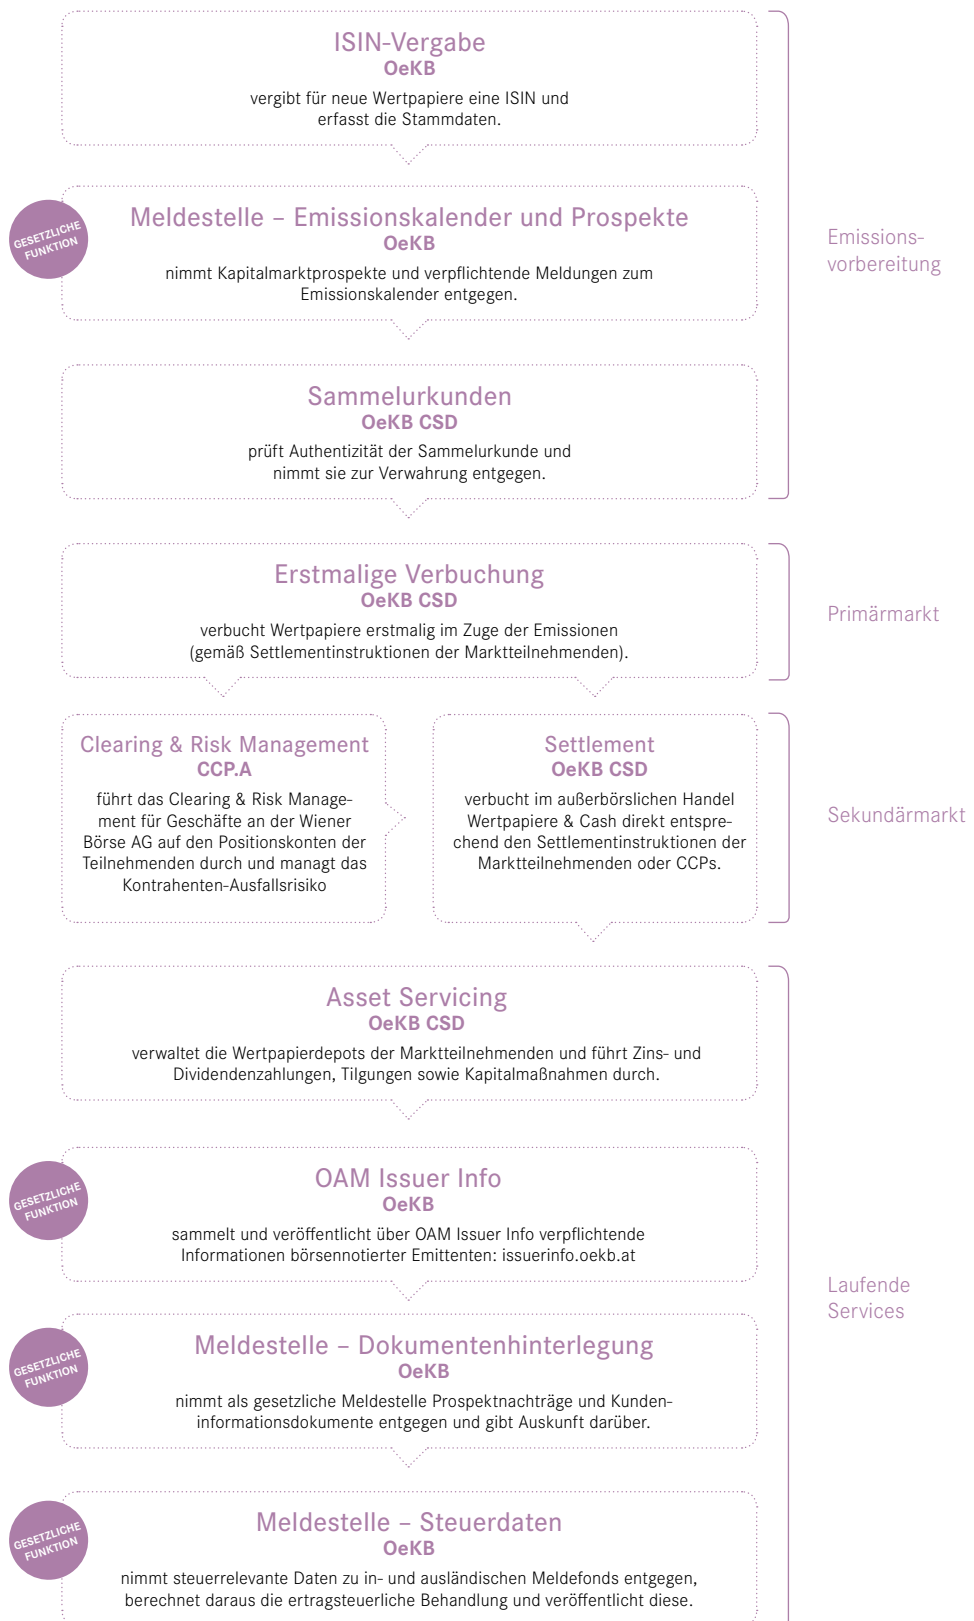 ISIN-Vergabe
OeKB
vergibt für neue Wertpapiere eine ISIN und
erfasst die Stammdaten.
GESETZLICHE
FUNKTION
Meldestelle – Emissionskalender und Prospekte
OeKB
nimmt Kapitalmarktprospekte und verpflichtende Meldungen zum
Emissionskalender entgegen.
Emissions-
vorbereitung
Sammelurkunden
OeKB CSD
prüft Authentizität der Sammelurkunde und
nimmt sie zur Verwahrung entgegen.
Erstmalige Verbuchung
OeKB CSD
verbucht Wertpapiere erstmalig im Zuge der Emissionen
(gemäß Settlementinstruktionen der Marktteilnehmenden).
Primärmarkt
Clearing & Risk Management
CCP.A
führt das Clearing & Risk Manage-
ment für Geschäfte an der Wiener
Börse AG auf den Positionskonten der
Teilnehmenden durch und managt das
Kontrahenten-Ausfallsrisiko
Settlement
OeKB CSD
verbucht im außerbörslichen Handel
Wertpapiere & Cash direkt entspre-
chend den Settlementinstruktionen der
Marktteilnehmenden oder CCPs.
Sekundärmarkt
Asset Servicing
OeKB CSD
verwaltet die Wertpapierdepots der Marktteilnehmenden und führt Zins- und
Dividendenzahlungen, Tilgungen sowie Kapitalmaßnahmen durch.
GESETZLICHE
FUNKTION
OAM Issuer Info
OeKB
sammelt und veröffentlicht über OAM Issuer Info verpflichtende
Informationen börsennotierter Emittenten: issuerinfo.oekb.at
Laufende
Services
GESETZLICHE
FUNKTION
Meldestelle – Dokumentenhinterlegung
OeKB
nimmt als gesetzliche Meldestelle Prospektnachträge und Kunden-
informationsdokumente entgegen und gibt Auskunft darüber.
GESETZLICHE
FUNKTION
Meldestelle – Steuerdaten
OeKB
nimmt steuerrelevante Daten zu in- und ausländischen Meldefonds entgegen,
berechnet daraus die ertragsteuerliche Behandlung und veröffentlicht diese.